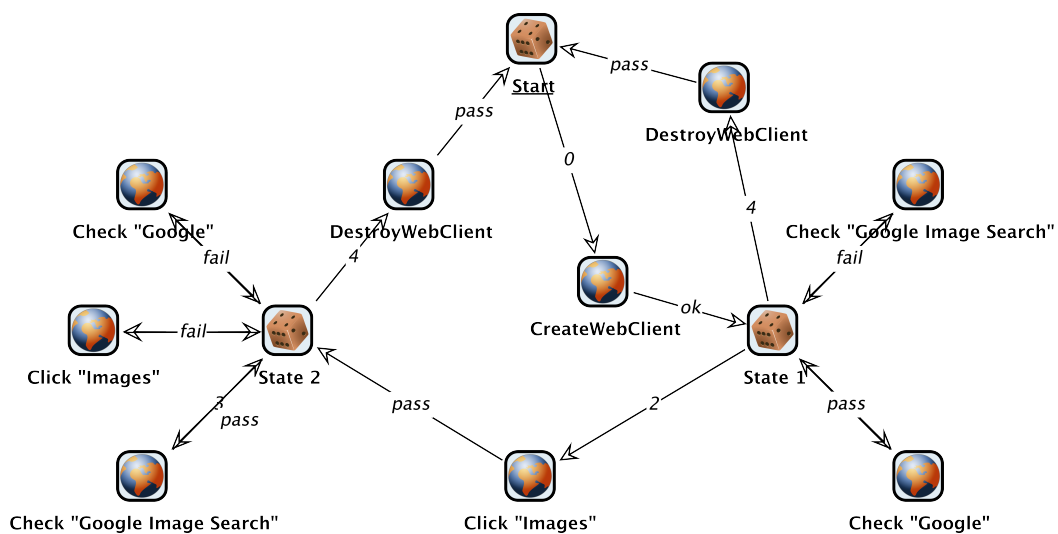 pass
Start
DestroyWebClient
pass
0
Check "Google"
DestroyWebClient
4
Check "Google Image Search"
fail
4
fail
ok
CreateWebClient
fail
Click "Images"
State 2
State 1
3
pass
pass
2
pass
Check "Google Image Search"
Click "Images"
Check "Google"